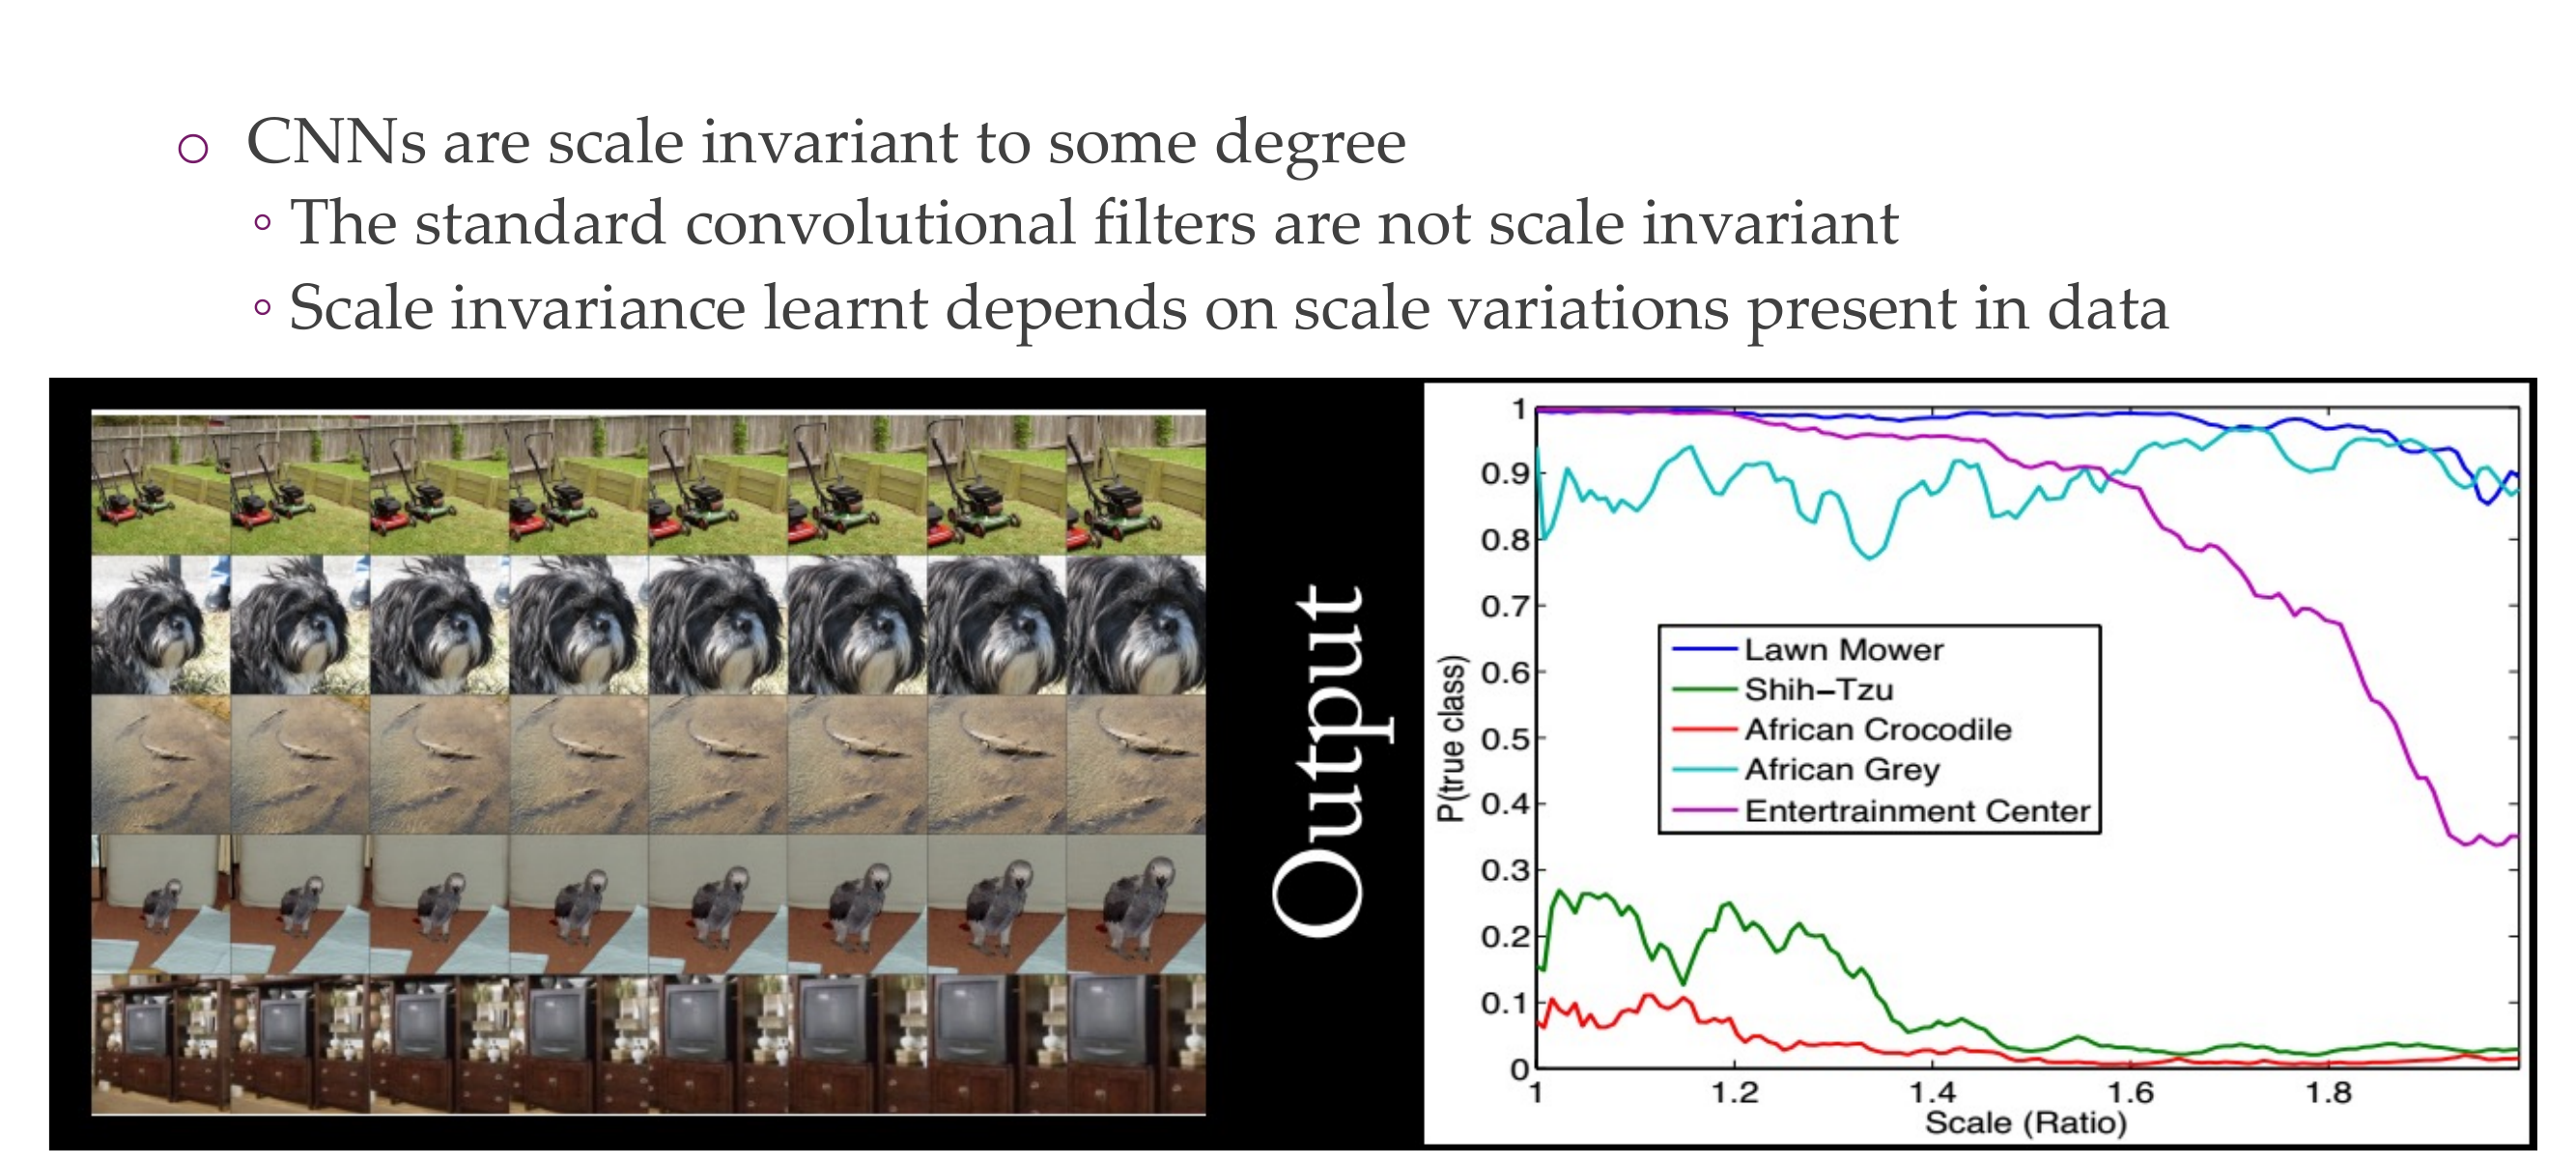 CNNs are scale invariant to some degree
The standard convolutional filters are not scale invariant
Scale invariance learnt depends on scale variations present in data
Output
P(true class)
1
0.9
0.8
0.7
0.6
0.5
0.4
0.3
0.2
0.1
0
Lawn Mower
Shih-Tzu
African Crocodile
African Grey
Entertrainment Center
1 1.2 1.4 1.6 1.8
Scale (Ratio)